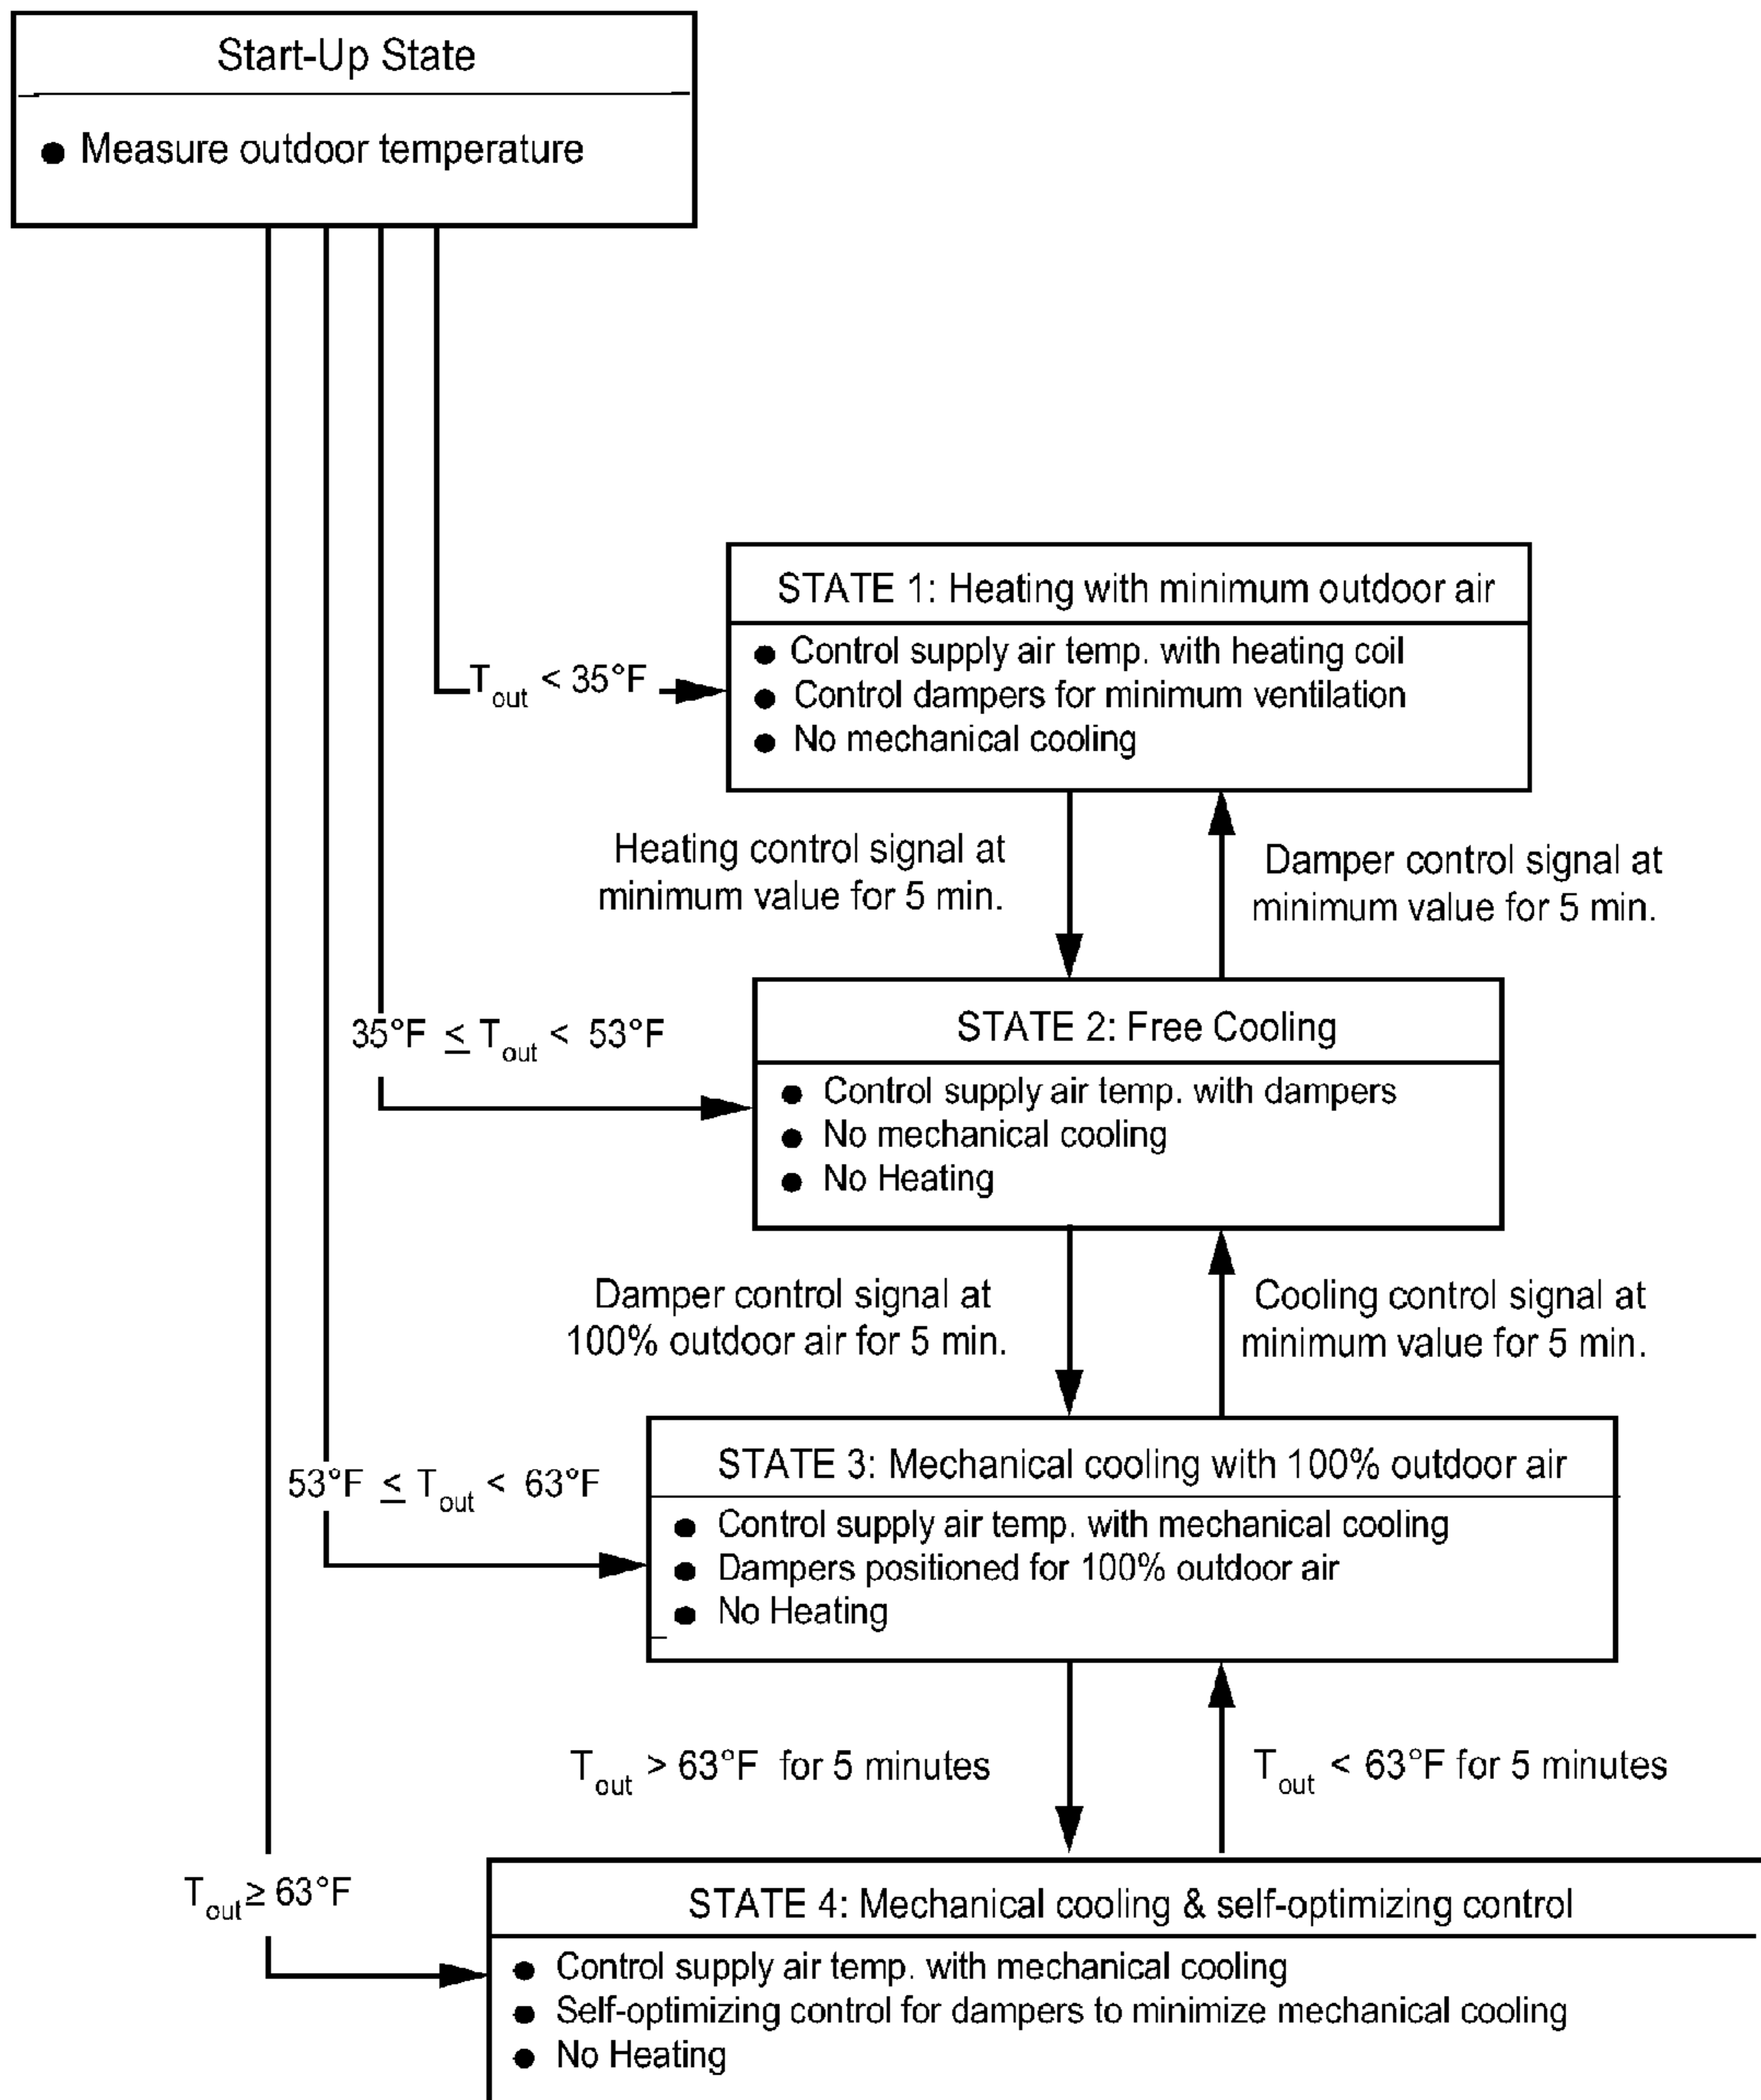 Start-Up State
● Measure outdoor temperature
STATE 1: Heating with minimum outdoor air
● Control supply air temp. with heating coil
● Control dampers for minimum ventilation
● No mechanical cooling
Tout < 35°F
Heating control signal at
minimum value for 5 min.
Damper control signal at
minimum value for 5 min.
35°F ≤ Tout < 53°F
STATE 2: Free Cooling
● Control supply air temp. with dampers
● No mechanical cooling
● No Heating
Damper control signal at
100% outdoor air for 5 min.
Cooling control signal at
minimum value for 5 min.
53°F ≤ Tout < 63°F
STATE 3: Mechanical cooling with 100% outdoor air
● Control supply air temp. with mechanical cooling
● Dampers positioned for 100% outdoor air
● No Heating
Tout > 63°F for 5 minutes
Tout < 63°F for 5 minutes
Tout ≥ 63°F
STATE 4: Mechanical cooling & self-optimizing control
● Control supply air temp. with mechanical cooling
● Self-optimizing control for dampers to minimize mechanical cooling
● No Heating